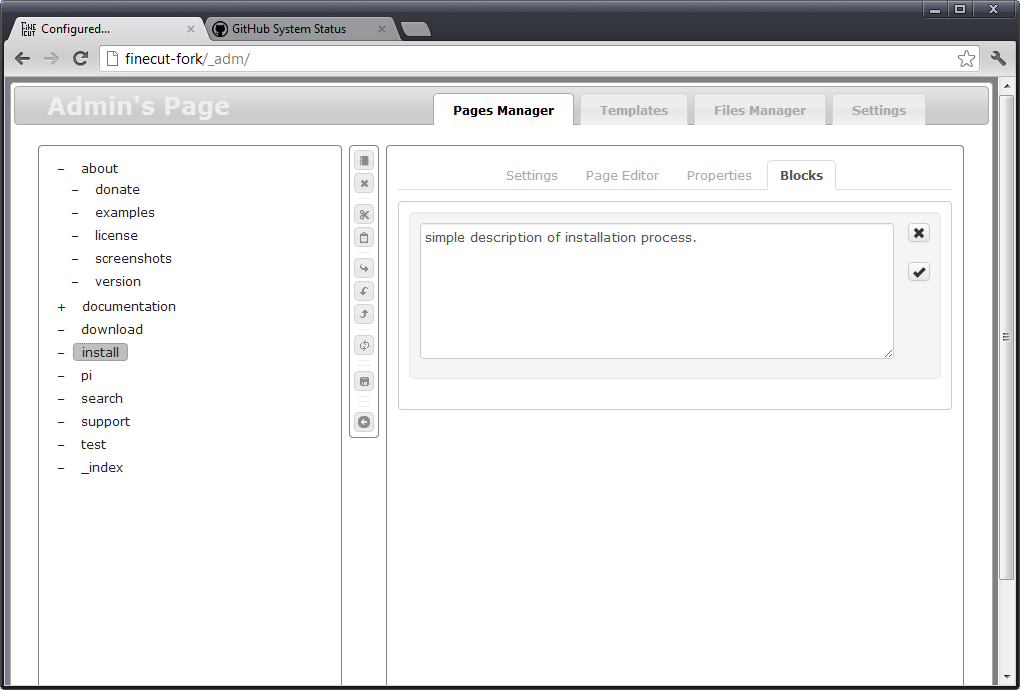 FINE CUT Configured...
GitHub System Status
finecut-fork/_adm/
Admin's Page
Pages Manager
Templates
Files Manager
Settings
– about
– donate
– examples
– license
– screenshots
– version
+ documentation
– download
– install
– pi
– search
– support
– test
– _index
Settings
Page Editor
Properties
Blocks
simple description of installation process.